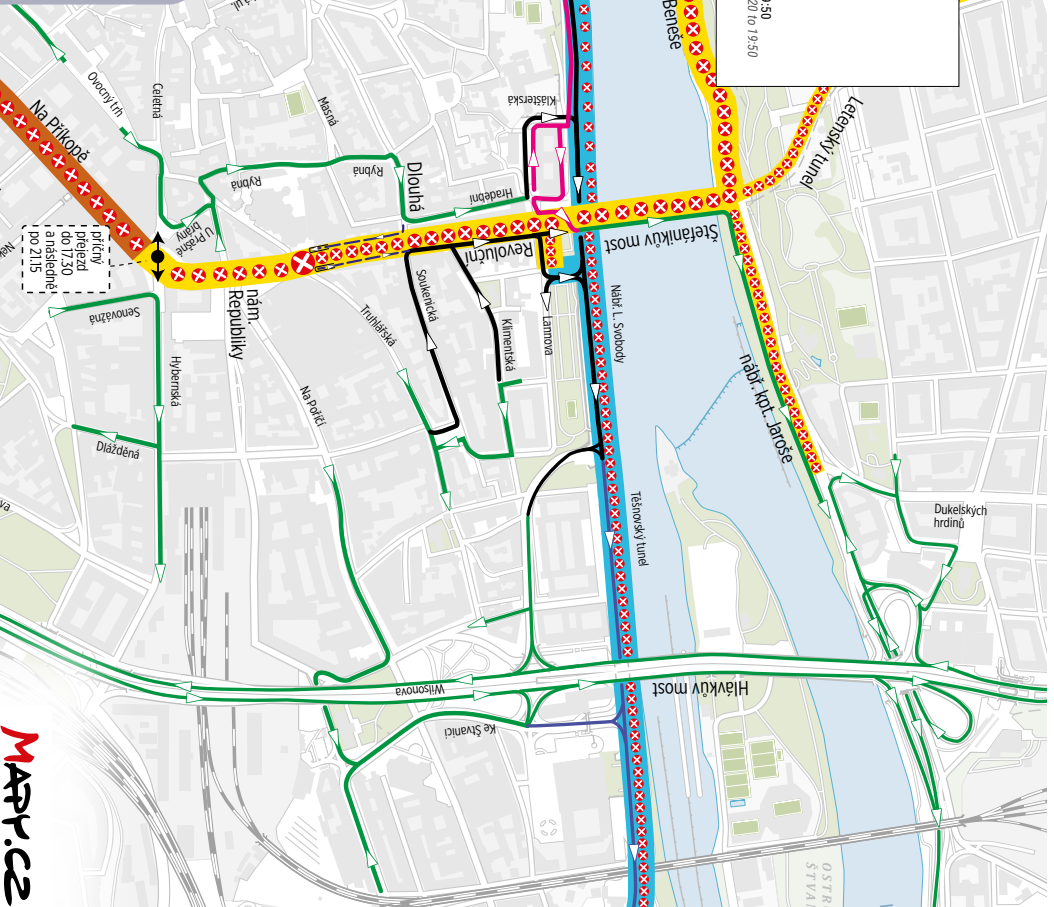 9:50
20 to 19:50
Beneše
Letenský tunel
Ovocný trh
Celetná
Masná
Klášterská
Na Příkopě
Rybná
Rybná
Dlouhá
Hradební
U Prašné
brány
Revoluční
Štefánikův most
příčný
přejezd
do 17.30
a následně
po 21.15
nám.
Republiky
Senovážná
Soukenická
Truhlářská
Klimentská
Lannova
Nábř. L. Svobody
nábř. kpt. Jaroše
Hybernská
Na Poříčí
Dlážděná
Těšnovský tunel
Dukelských
hrdinů
Wilsonova
Hlávkův most
Ke Štvanici
MAPY.CZ